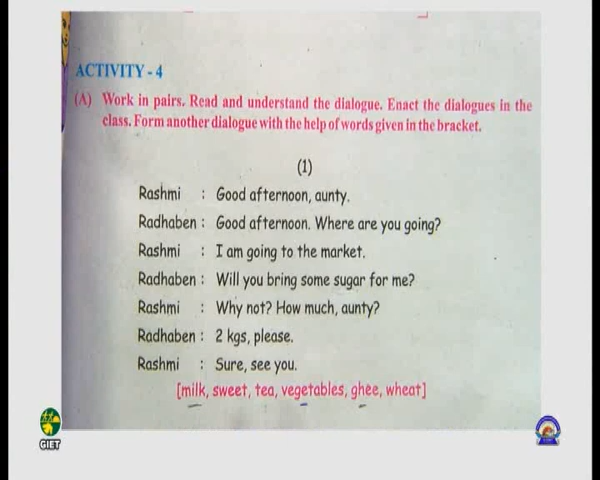 ACTIVITY - 4
(A) Work in pairs. Read and understand the dialogue. Enact the dialogues in the
class. Form another dialogue with the help of words given in the bracket.
(1)
Rashmi : Good afternoon, aunty.
Radhaben : Good afternoon. Where are you going?
Rashmi : I am going to the market.
Radhaben : Will you bring some sugar for me?
Rashmi : Why not? How much, aunty?
Radhaben : 2 kgs, please.
Rashmi : Sure, see you.
[milk, sweet, tea, vegetables, ghee, wheat]
GIET